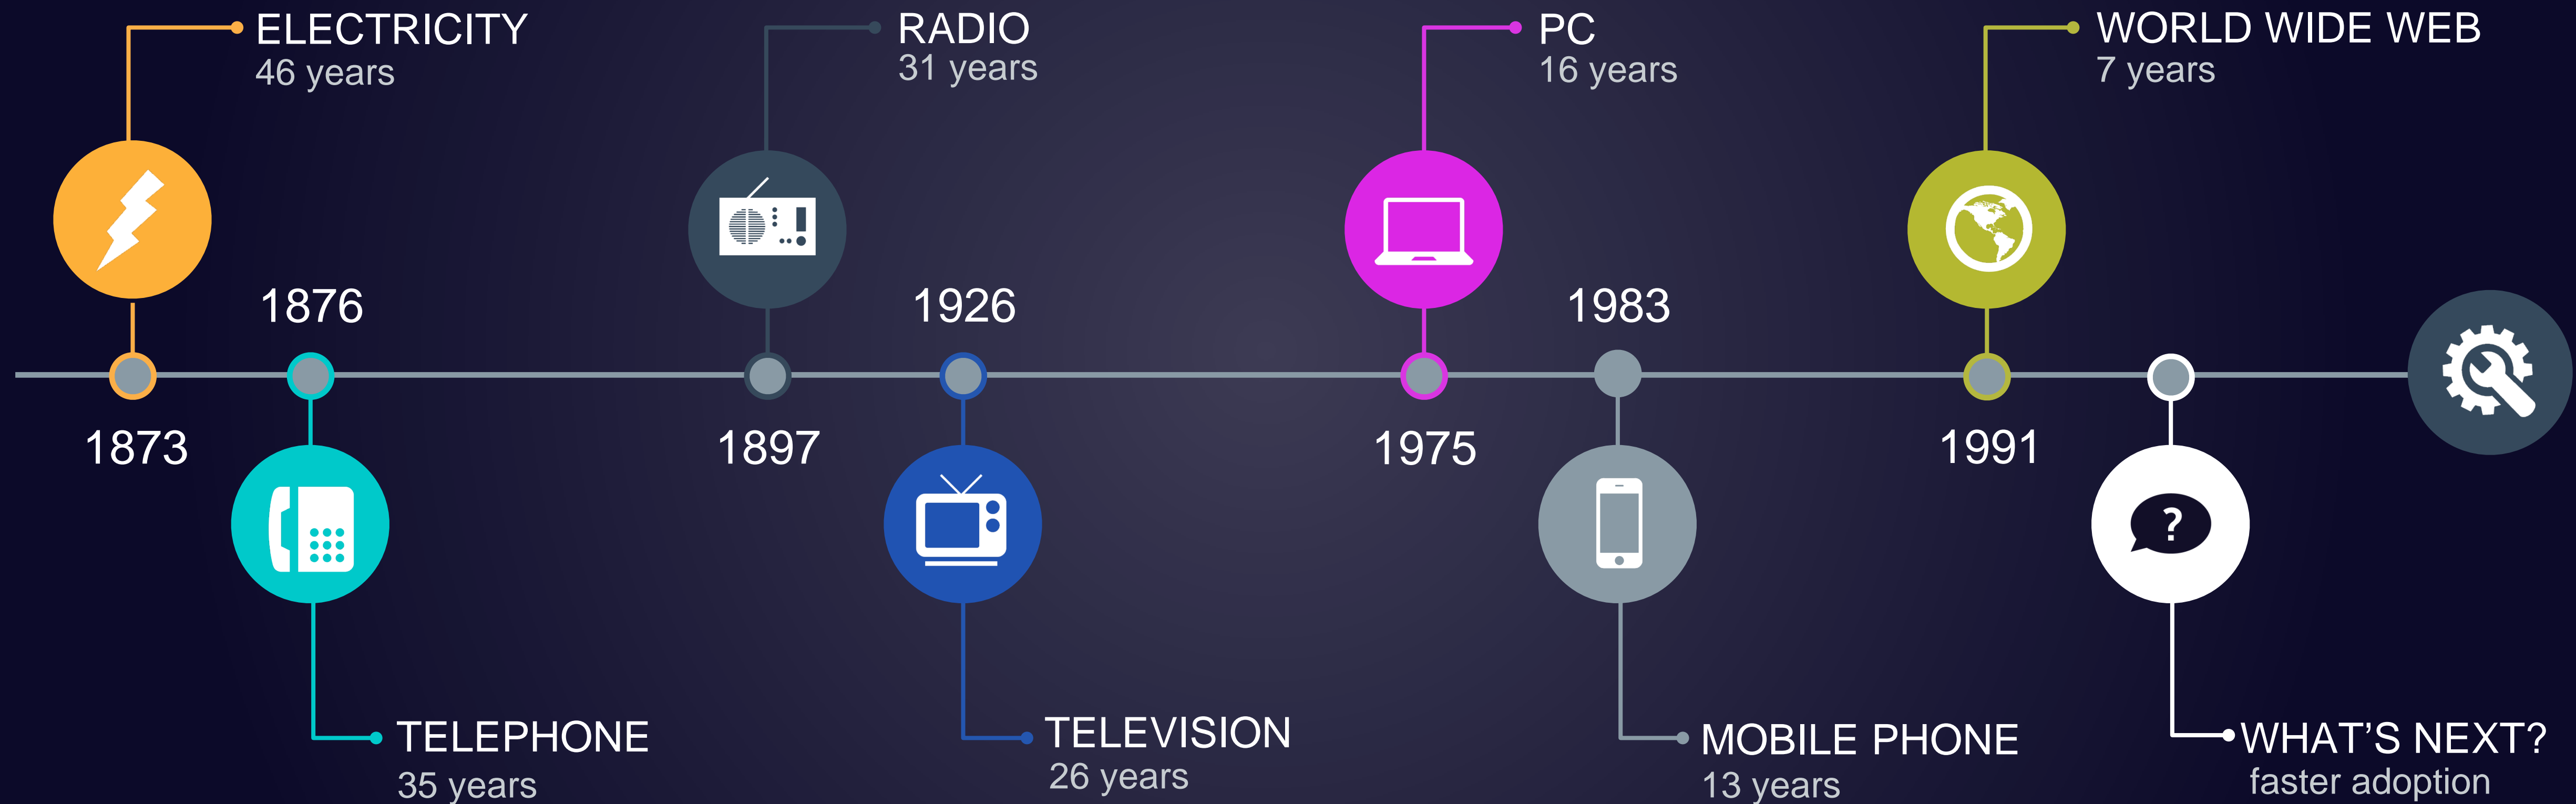 ELECTRICITY
46 years
RADIO
31 years
PC
16 years
WORLD WIDE WEB
7 years
1876
1926
1983
1873
1897
1975
1991
?
TELEPHONE
35 years
TELEVISION
26 years
MOBILE PHONE
13 years
WHAT’S NEXT?
faster adoption